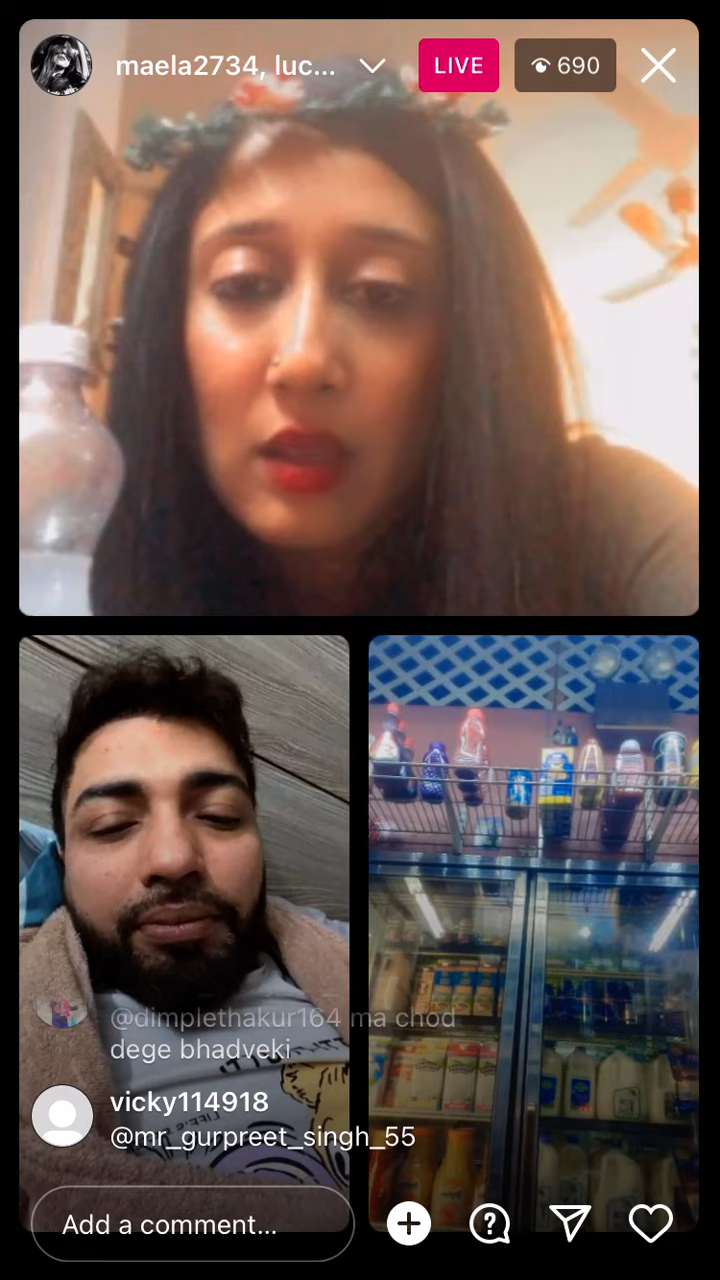 maela2734, luc...
LIVE
690
@dimplethakur164 ma chod
dege bhadveki
vicky114918
@mr_gurpreet_singh_55
Add a comment...